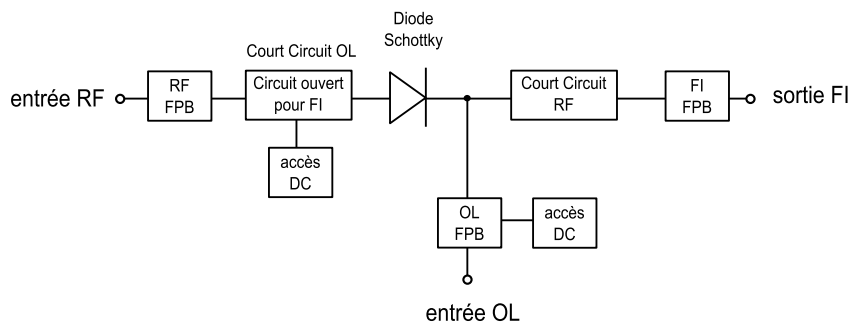 Diode
Schottky
Court Circuit OL
entrée RF
RF
FPB
Circuit ouvert
pour FI
Court Circuit
RF
FI
FPB
sortie FI
accès
DC
OL
FPB
accès
DC
entrée OL